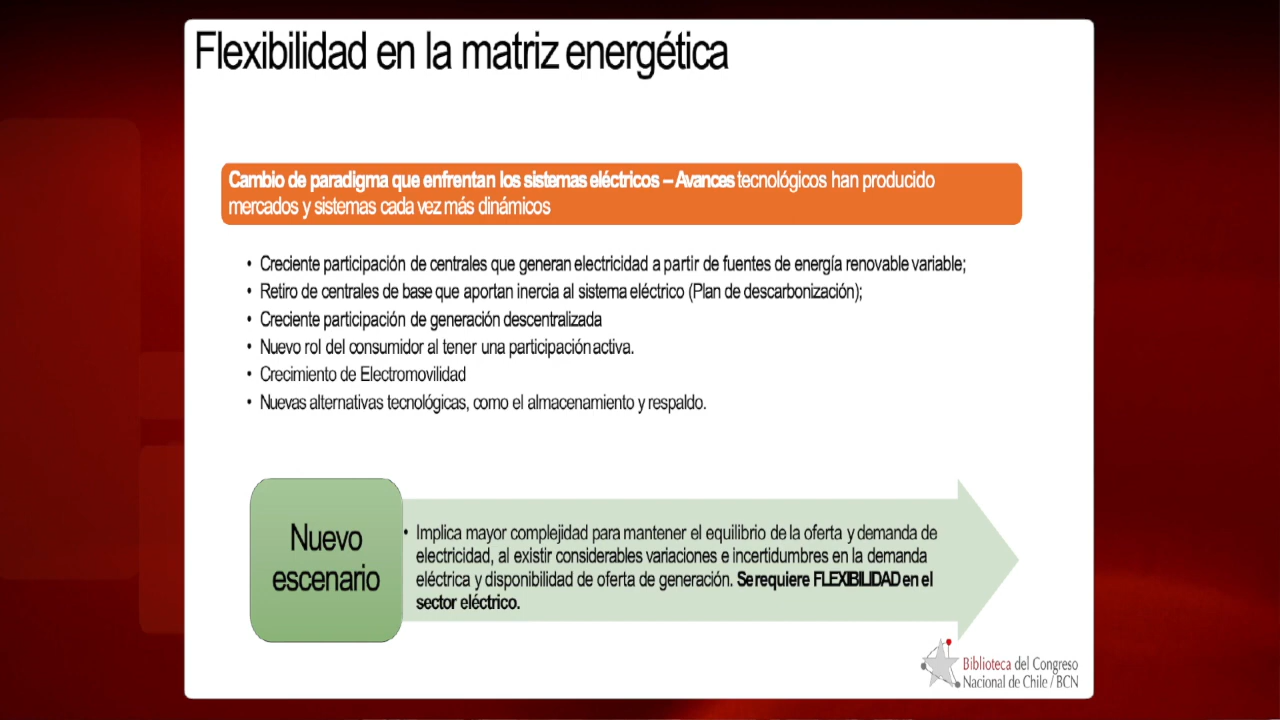 Flexibilidad en la matriz energética
Cambio de paradigma que enfrentan los sistemas eléctricos – Avances tecnológicos han producido
mercados y sistemas cada vez más dinámicos
• Creciente participación de centrales que generan electricidad a partir de fuentes de energía renovable variable;
• Retiro de centrales de base que aportan inercia al sistema eléctrico (Plan de descarbonización);
• Creciente participación de generación descentralizada
• Nuevo rol del consumidor al tener una participación activa.
• Crecimiento de Electromovilidad
• Nuevas alternativas tecnológicas, como el almacenamiento y respaldo.
Nuevo
escenario
• Implica mayor complejidad para mantener el equilibrio de la oferta y demanda de
electricidad, al existir considerables variaciones e incertidumbres en la demanda
eléctrica y disponibilidad de oferta de generación. Se requiere FLEXIBILIDAD en el
sector eléctrico.
Biblioteca del Congreso
Nacional de Chile / BCN